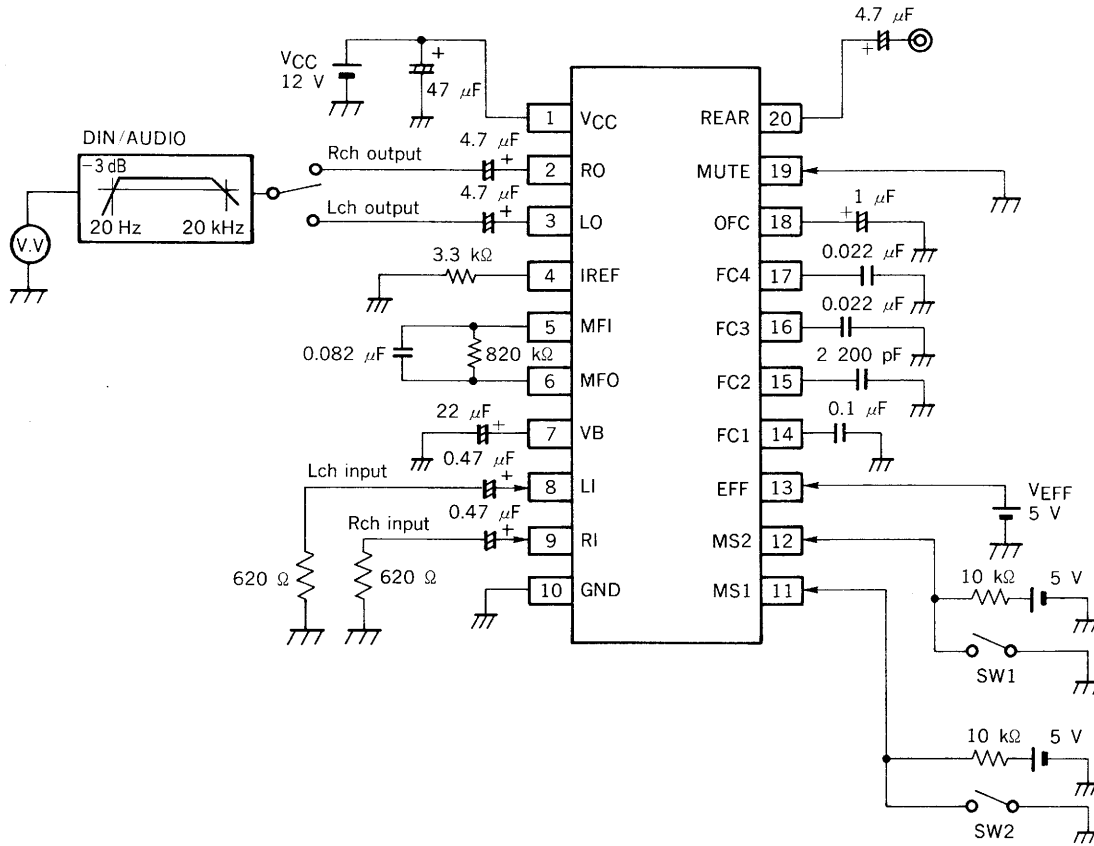 4.7 μF
VCC
12 V
+
47 μF
+
DIN/AUDIO
−3 dB
20 Hz
20 kHz
V.V
Rch output
4.7 μF
+
Lch output
4.7 μF
+
3.3 kΩ
0.082 μF
820 kΩ
22 μF
+
Lch input
0.47 μF
+
Rch input
0.47 μF
+
620 Ω
620 Ω
1 VCC
2 RO
3 LO
4 IREF
5 MFI
6 MFO
7 VB
8 LI
9 RI
10 GND
REAR 20
MUTE 19
OFC 18
FC4 17
FC3 16
FC2 15
FC1 14
EFF 13
MS2 12
MS1 11
1 μF
+
0.022 μF
0.022 μF
2 200 pF
0.1 μF
VEFF
5 V
10 kΩ
5 V
SW1
10 kΩ
5 V
SW2